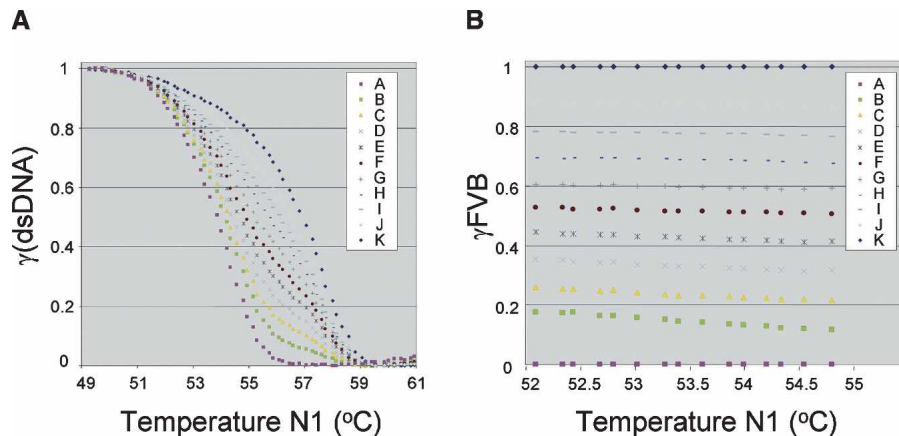 A
γ(dsDNA)
1
0.8
0.6
0.4
0.2
0
49
51
53
55
57
59
61
Temperature N1 (°C)
A
B
C
D
E
F
G
H
I
J
K
B
γFVB
1
0.8
0.6
0.4
0.2
0
52
52.5
53
53.5
54
54.5
55
Temperature N1 (°C)
A
B
C
D
E
F
G
H
I
J
K